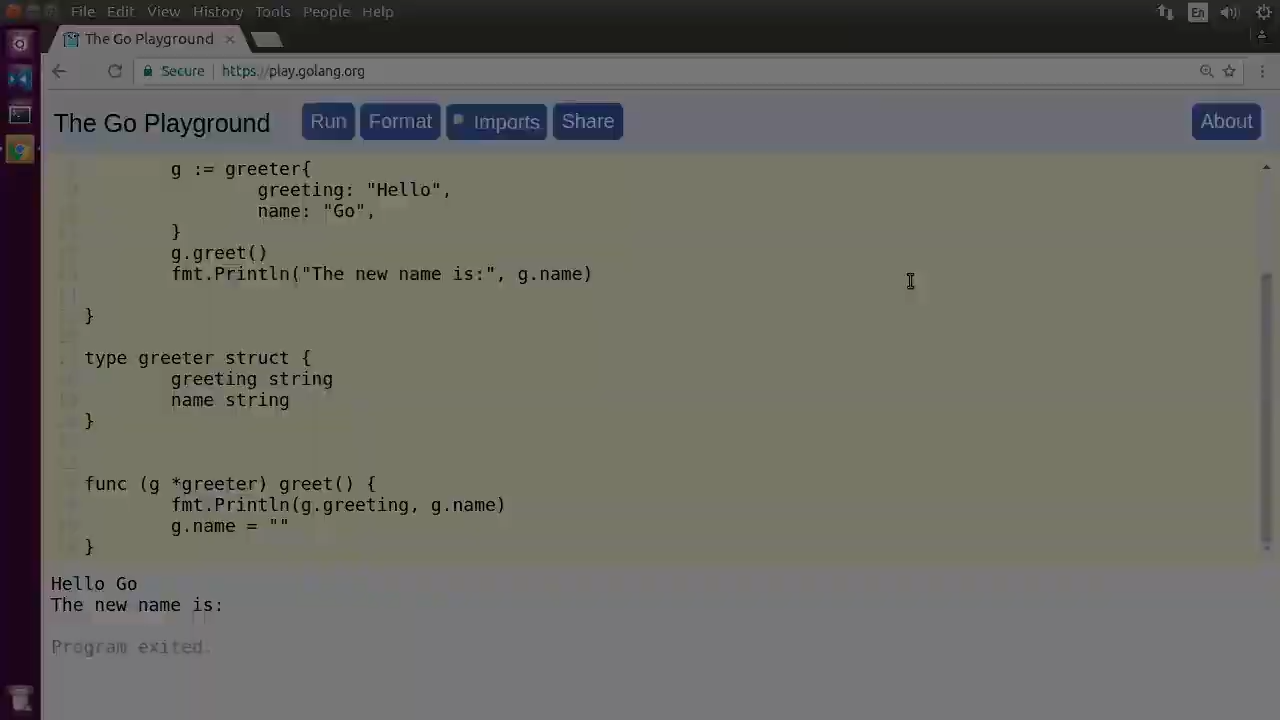 File Edit View History Tools People Help
En
The Go Playground
Secure https://play.golang.org
The Go Playground Run Format Imports Share About
g := greeter{
greeting: "Hello",
name: "Go",
}
g.greet()
fmt.Println("The new name is:", g.name)
}
type greeter struct {
greeting string
name string
}
func (g *greeter) greet() {
fmt.Println(g.greeting, g.name)
g.name = ""
}
Hello Go
The new name is:
Program exited.